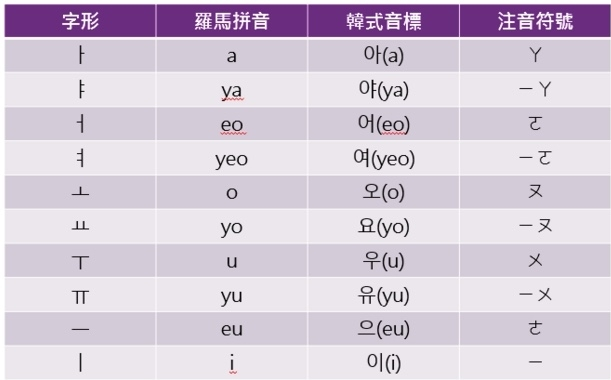 字形 羅馬拼音 韓式音標 注音符號
ㅏ a 아(a) ㄚ
ㅑ ya 야(ya) ㄧㄚ
ㅓ eo 어(eo) ㄛ
ㅕ yeo 여(yeo) ㄧㄛ
ㅗ o 오(o) ㄡ
ㅛ yo 요(yo) ㄧㄡ
ㅜ u 우(u) ㄨ
ㅠ yu 유(yu) ㄧㄨ
ㅡ eu 으(eu) ㄜ
ㅣ i 이(i) ㄧ